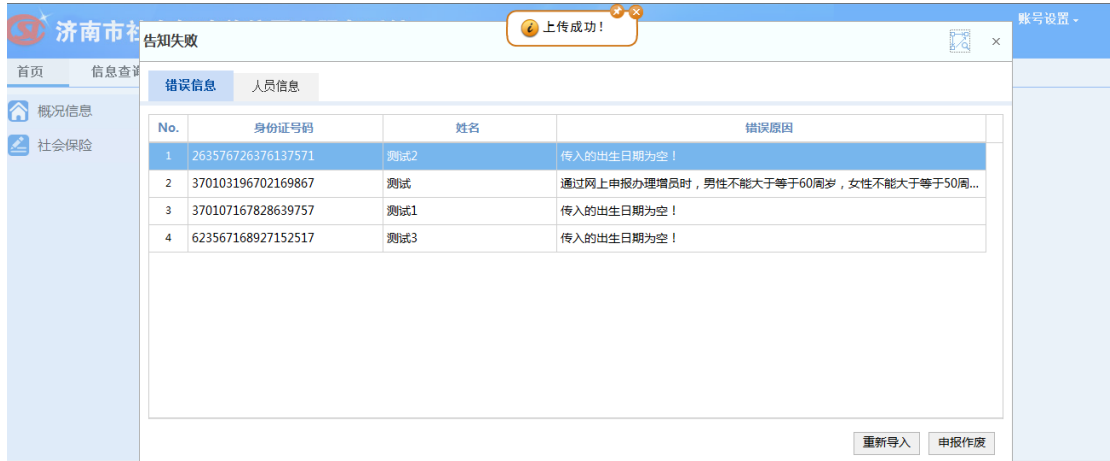 上传成功！
账号设置
济南市社
告知失败
首页 信息查询
错误信息 人员信息
概况信息
社会保险
No. 身份证号码 姓名 错误原因
1 263576726376137571 测试2 传入的出生日期为空！
2 370103196702169867 测试 通过网上申报办理增员时，男性不能大于等于60周岁，女性不能大于等于50周...
3 370107167828639757 测试1 传入的出生日期为空！
4 623567168927152517 测试3 传入的出生日期为空！
重新导入 申报作废